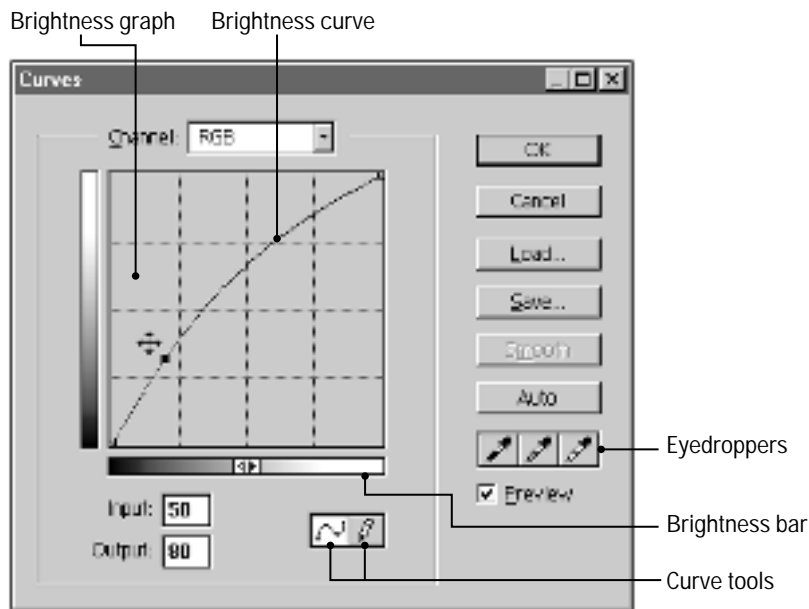 Brightness graph
Brightness curve
Curves
Channel: RGB
OK
Cancel
Load...
Save...
Smooth
Auto
Eyedroppers
Preview
Brightness bar
Input: 50
Output: 80
Curve tools